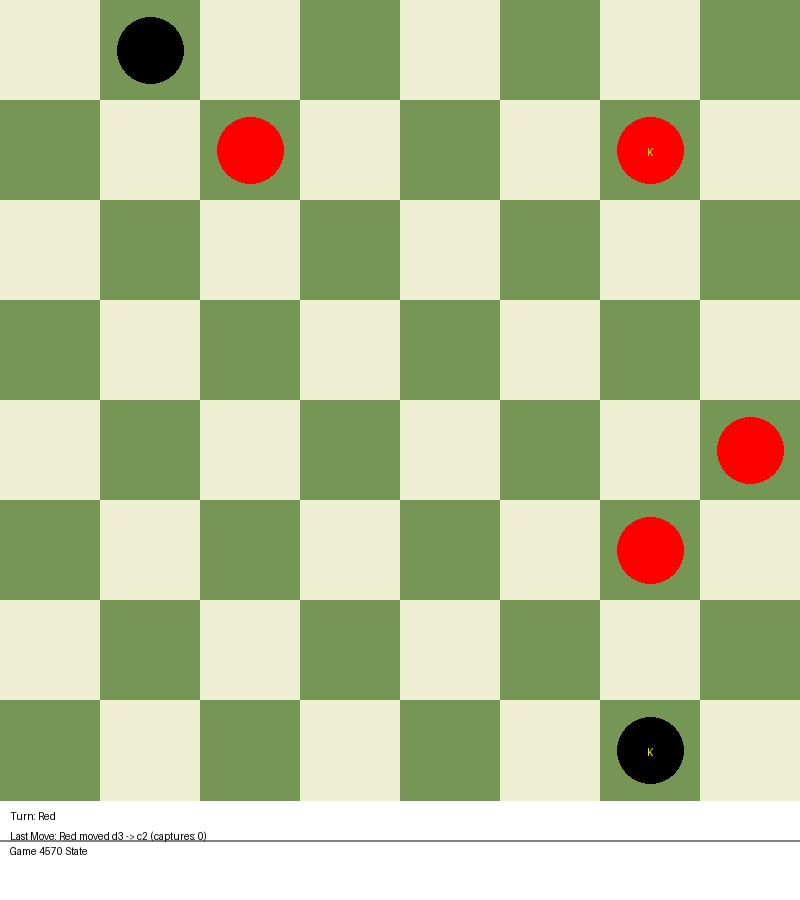 K
K
Turn: Red
Last Move: Red moved d3 -> c2 (captures: 0)
Game 4570 State